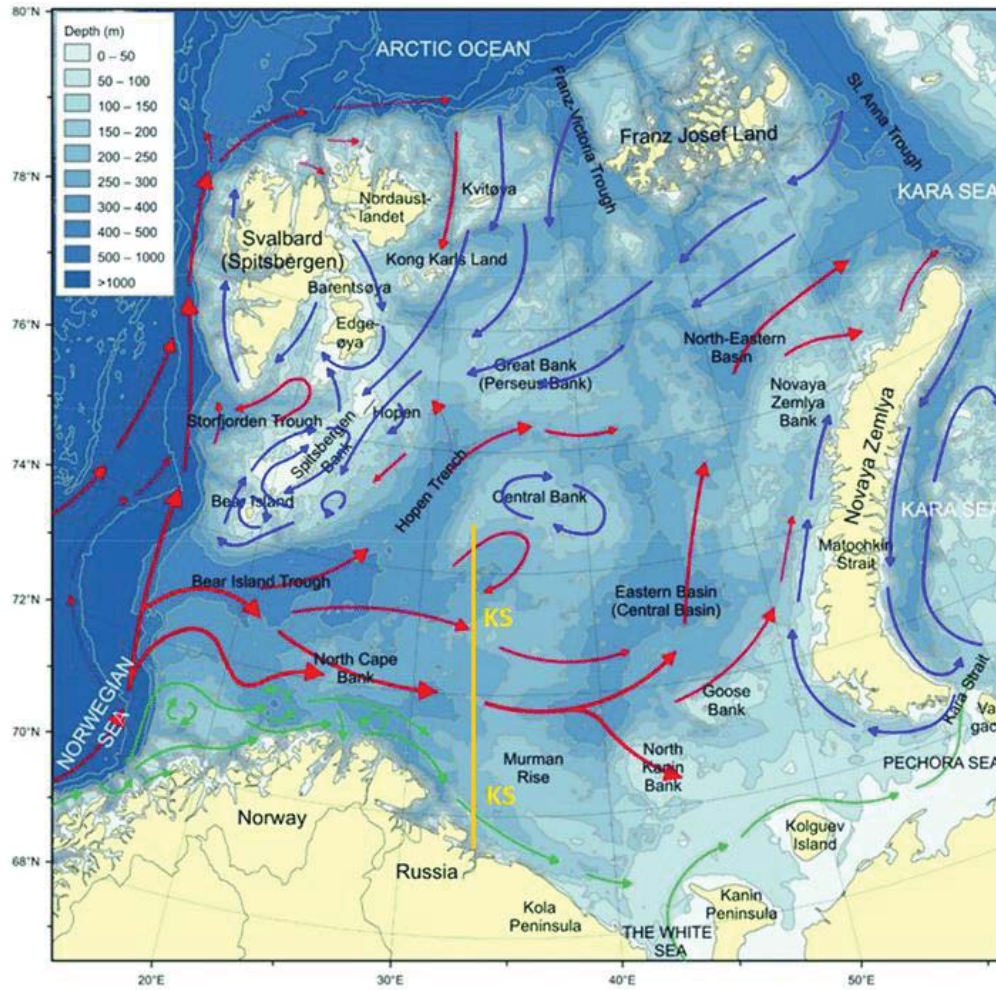 80°N
78°N
76°N
74°N
72°N
70°N
68°N
Depth (m)
0 – 50
50 – 100
100 – 150
150 – 200
200 – 250
250 – 300
300 – 400
400 – 500
500 – 1000
>1000
ARCTIC OCEAN
Franz-Victoria Trough
Franz Josef Land
St. Anna Trough
KARA SEA
Nordaust-
landet
Kvitøya
Svalbard
(Spitsbergen)
Kong Karls Land
Barentsøya
Edge-
øya
North-Eastern
Basin
Great Bank
(Perseus Bank)
Novaya
Zemlya
Bank
Storfjorden Trough
Hopen
Spitsbergen
Bank
Hopen Trench
Novaya Zemlya
Bear Island
Central Bank
KARA SEA
Matochkin
Strait
Bear Island Trough
Eastern Basin
(Central Basin)
KS
North Cape
Bank
Goose
Bank
NORWEGIAN
SEA
Kara Strait
Va
gac
Murman
Rise
North
Kanin
Bank
PECHORA SEA
KS
Norway
Kolguev
Island
Russia
Kola
Peninsula
Kanin
Peninsula
THE WHITE
SEA
20°E
30°E
40°E
50°E